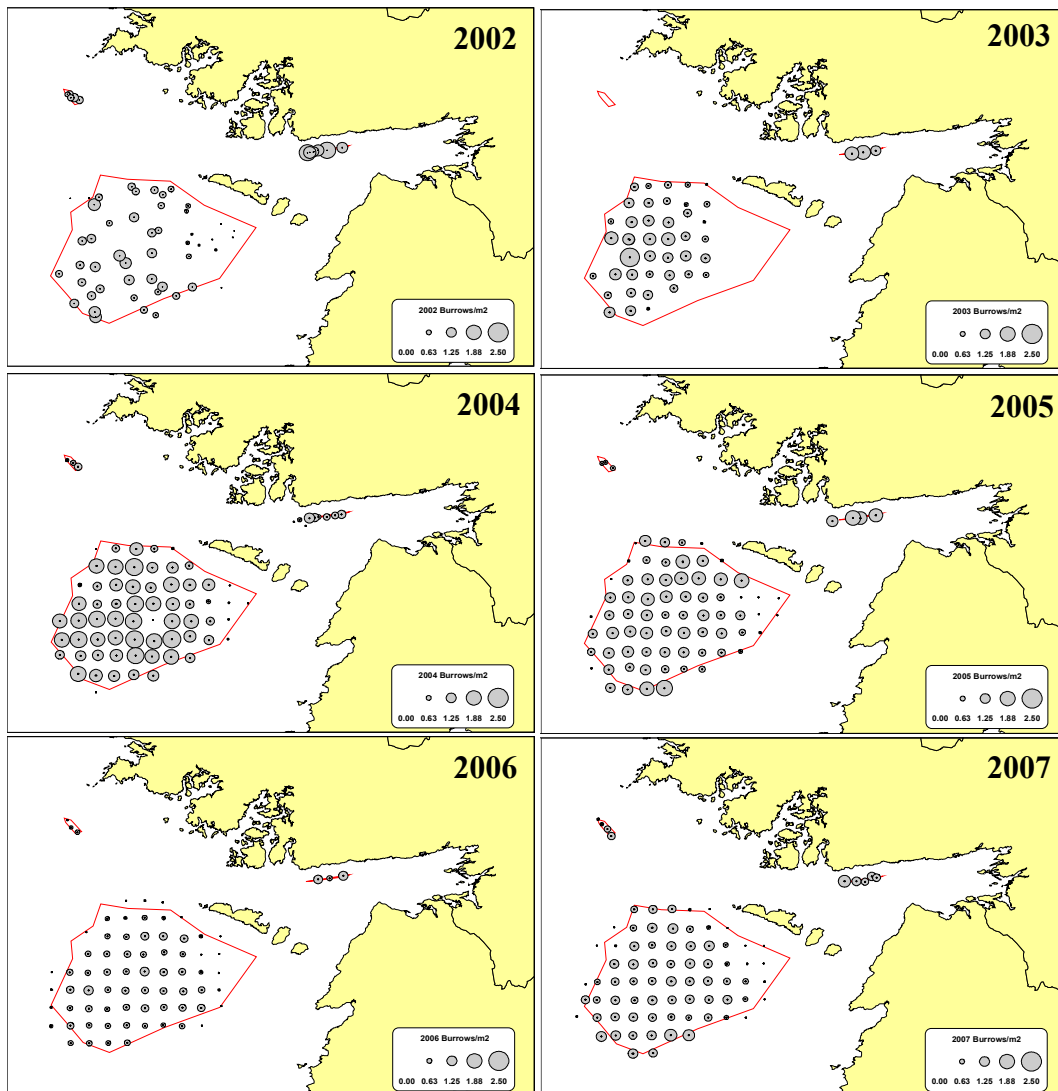 2002
2002 Burrows/m2
0.00 0.63 1.25 1.88 2.50
2003
2003 Burrows/m2
0.00 0.63 1.25 1.88 2.50
2004
2004 Burrows/m2
0.00 0.63 1.25 1.88 2.50
2005
2005 Burrows/m2
0.00 0.63 1.25 1.88 2.50
2006
2006 Burrows/m2
0.00 0.63 1.25 1.88 2.50
2007
2007 Burrows/m2
0.00 0.63 1.25 1.88 2.50